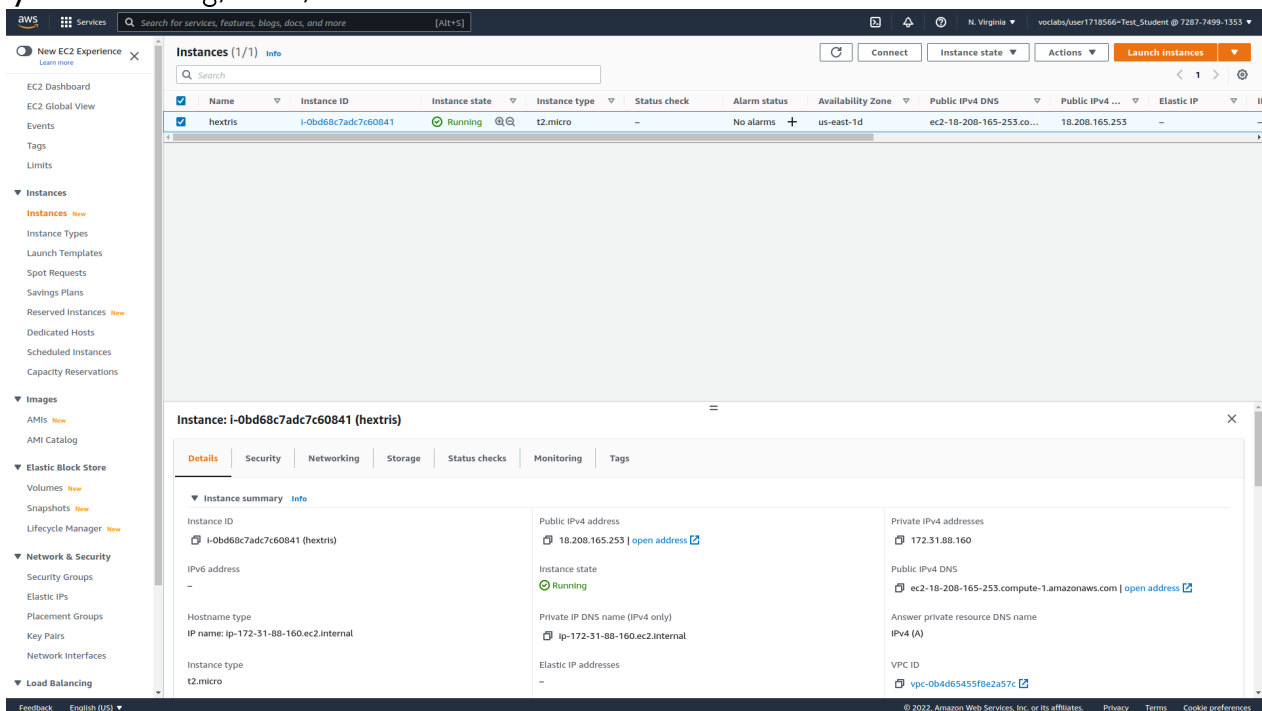 aws Services Search for services, features, blogs, docs, and more [Alt+S] N. Virginia voclabs/user1718566=Test_Student @ 7287-7499-1353
New EC2 Experience
Learn more
EC2 Dashboard
EC2 Global View
Events
Tags
Limits
Instances
Instances New
Instance Types
Launch Templates
Spot Requests
Savings Plans
Reserved Instances New
Dedicated Hosts
Scheduled Instances
Capacity Reservations
Images
AMIs New
AMI Catalog
Elastic Block Store
Volumes New
Snapshots New
Lifecycle Manager New
Network & Security
Security Groups
Elastic IPs
Placement Groups
Key Pairs
Network Interfaces
Load Balancing
Instances (1/1) Info Connect Instance state Actions Launch instances
Search 1
Name Instance ID Instance state Instance type Status check Alarm status Availability Zone Public IPv4 DNS Public IPv4 ... Elastic IP
hextris i-0bd68c7adc7c60841 Running t2.micro – No alarms + us-east-1d ec2-18-208-165-253.co... 18.208.165.253 – –
Instance: i-0bd68c7adc7c60841 (hextris)
Details Security Networking Storage Status checks Monitoring Tags
Instance summary Info
Instance ID Public IPv4 address Private IPv4 addresses
i-0bd68c7adc7c60841 (hextris) 18.208.165.253 | open address 172.31.88.160
IPv6 address Instance state Public IPv4 DNS
– Running ec2-18-208-165-253.compute-1.amazonaws.com | open address
Hostname type Private IP DNS name (IPv4 only) Answer private resource DNS name
IP name: ip-172-31-88-160.ec2.internal ip-172-31-88-160.ec2.internal IPv4 (A)
Instance type Elastic IP addresses VPC ID
t2.micro – vpc-0b4d65455f8e2a57c
Feedback English (US) © 2022, Amazon Web Services, Inc. or its affiliates. Privacy Terms Cookie preferences